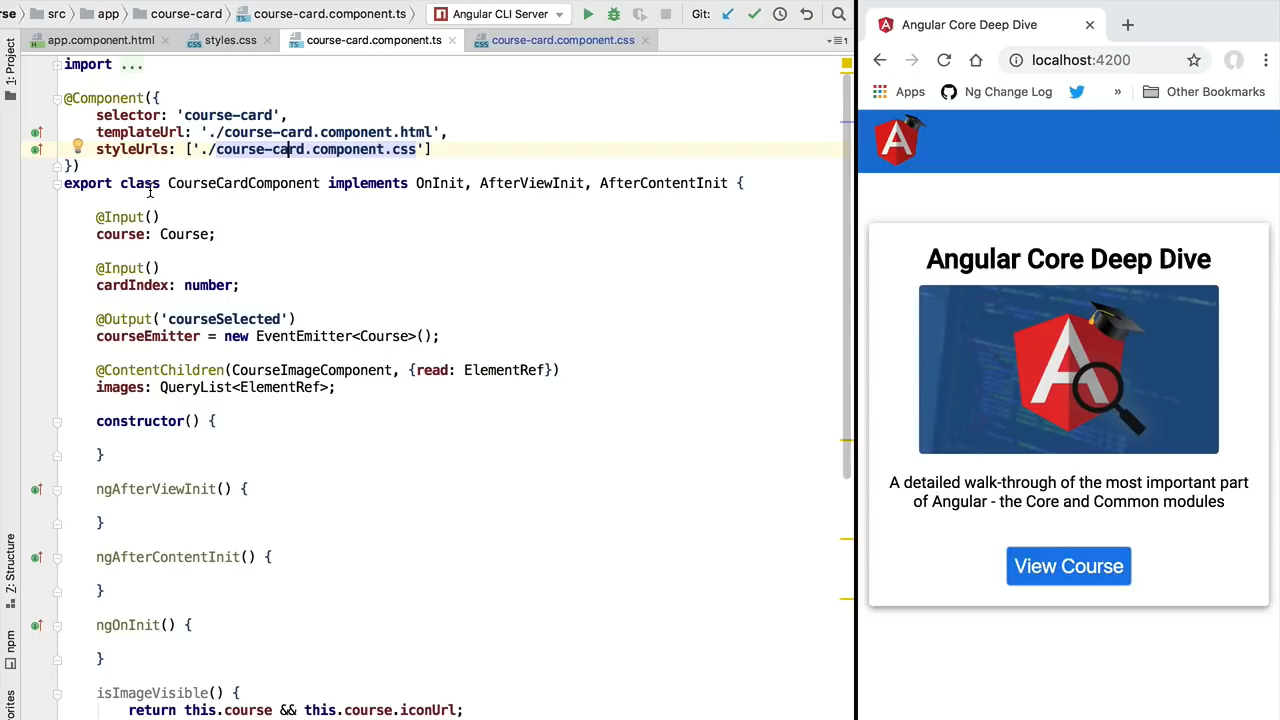 rse
src
app
course-card
course-card.component.ts
Angular CLI Server
Git:
app.component.html
styles.css
course-card.component.ts
course-card.component.css
1: Project
Z: Structure
npm
vorites
import ...
@Component({
selector: 'course-card',
templateUrl: './course-card.component.html',
styleUrls: ['./course-card.component.css']
})
export class CourseCardComponent implements OnInit, AfterViewInit, AfterContentInit {
@Input()
course: Course;
@Input()
cardIndex: number;
@Output('courseSelected')
courseEmitter = new EventEmitter<Course>();
@ContentChildren(CourseImageComponent, {read: ElementRef})
images: QueryList<ElementRef>;
constructor() {
}
ngAfterViewInit() {
}
ngAfterContentInit() {
}
ngOnInit() {
}
isImageVisible() {
return this.course && this.course.iconUrl;
Angular Core Deep Dive
localhost:4200
Apps
Ng Change Log
»
Other Bookmarks
Angular Core Deep Dive
A detailed walk-through of the most important part
of Angular - the Core and Common modules
View Course